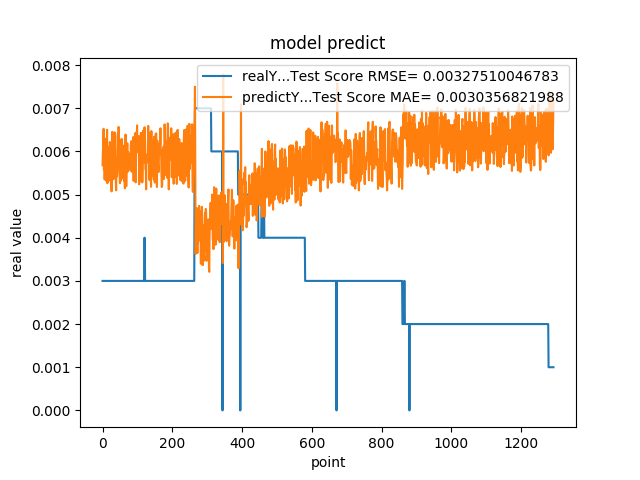 model predict
realY...Test Score RMSE= 0.00327510046783
predictY...Test Score MAE= 0.0030356821988
0.008
0.007
0.006
0.005
0.004
0.003
0.002
0.001
0.000
real value
0 200 400 600 800 1000 1200
point